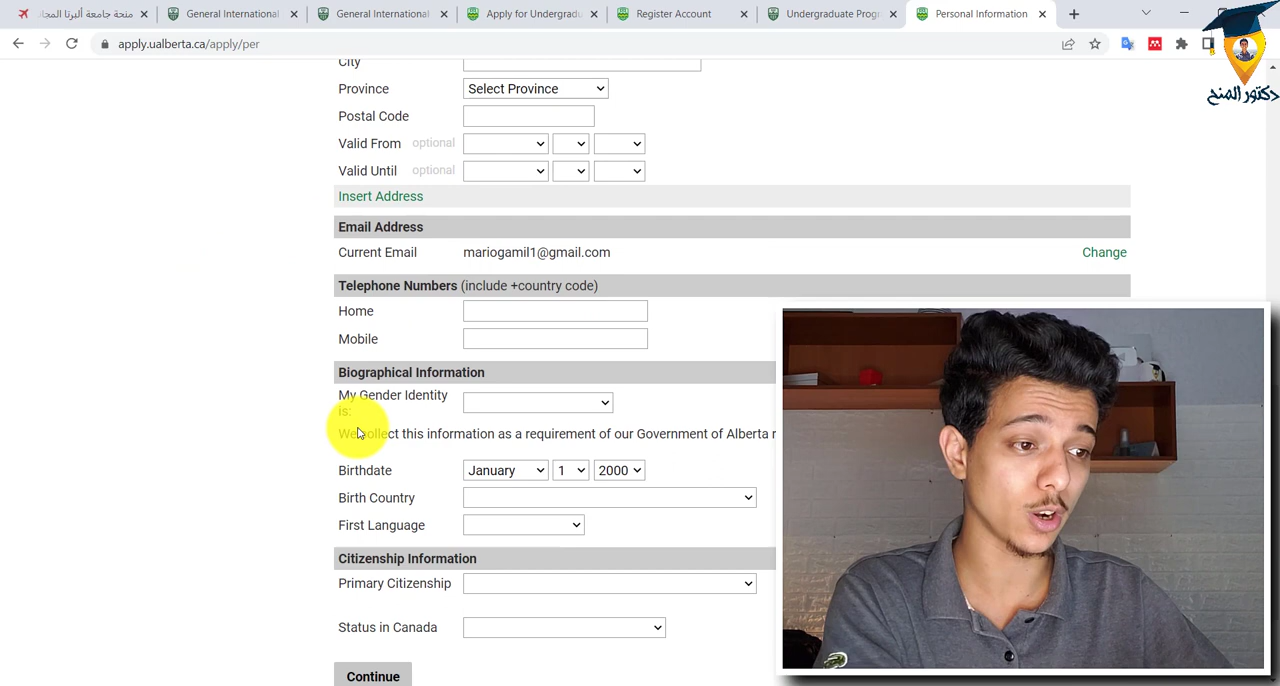 منحة جامعة ألبرتا المجا
General International
General International
Apply for Undergradu
Register Account
Undergraduate Prog
Personal Information
apply.ualberta.ca/apply/per
دكتور المنح
City
Province Select Province
Postal Code
Valid From optional
Valid Until optional
Insert Address
Email Address
Current Email mariogamil1@gmail.com Change
Telephone Numbers (include +country code)
Home
Mobile
Biographical Information
My Gender Identity
is:
We collect this information as a requirement of our Government of Alberta r
Birthdate January 1 2000
Birth Country
First Language
Citizenship Information
Primary Citizenship
Status in Canada
Continue